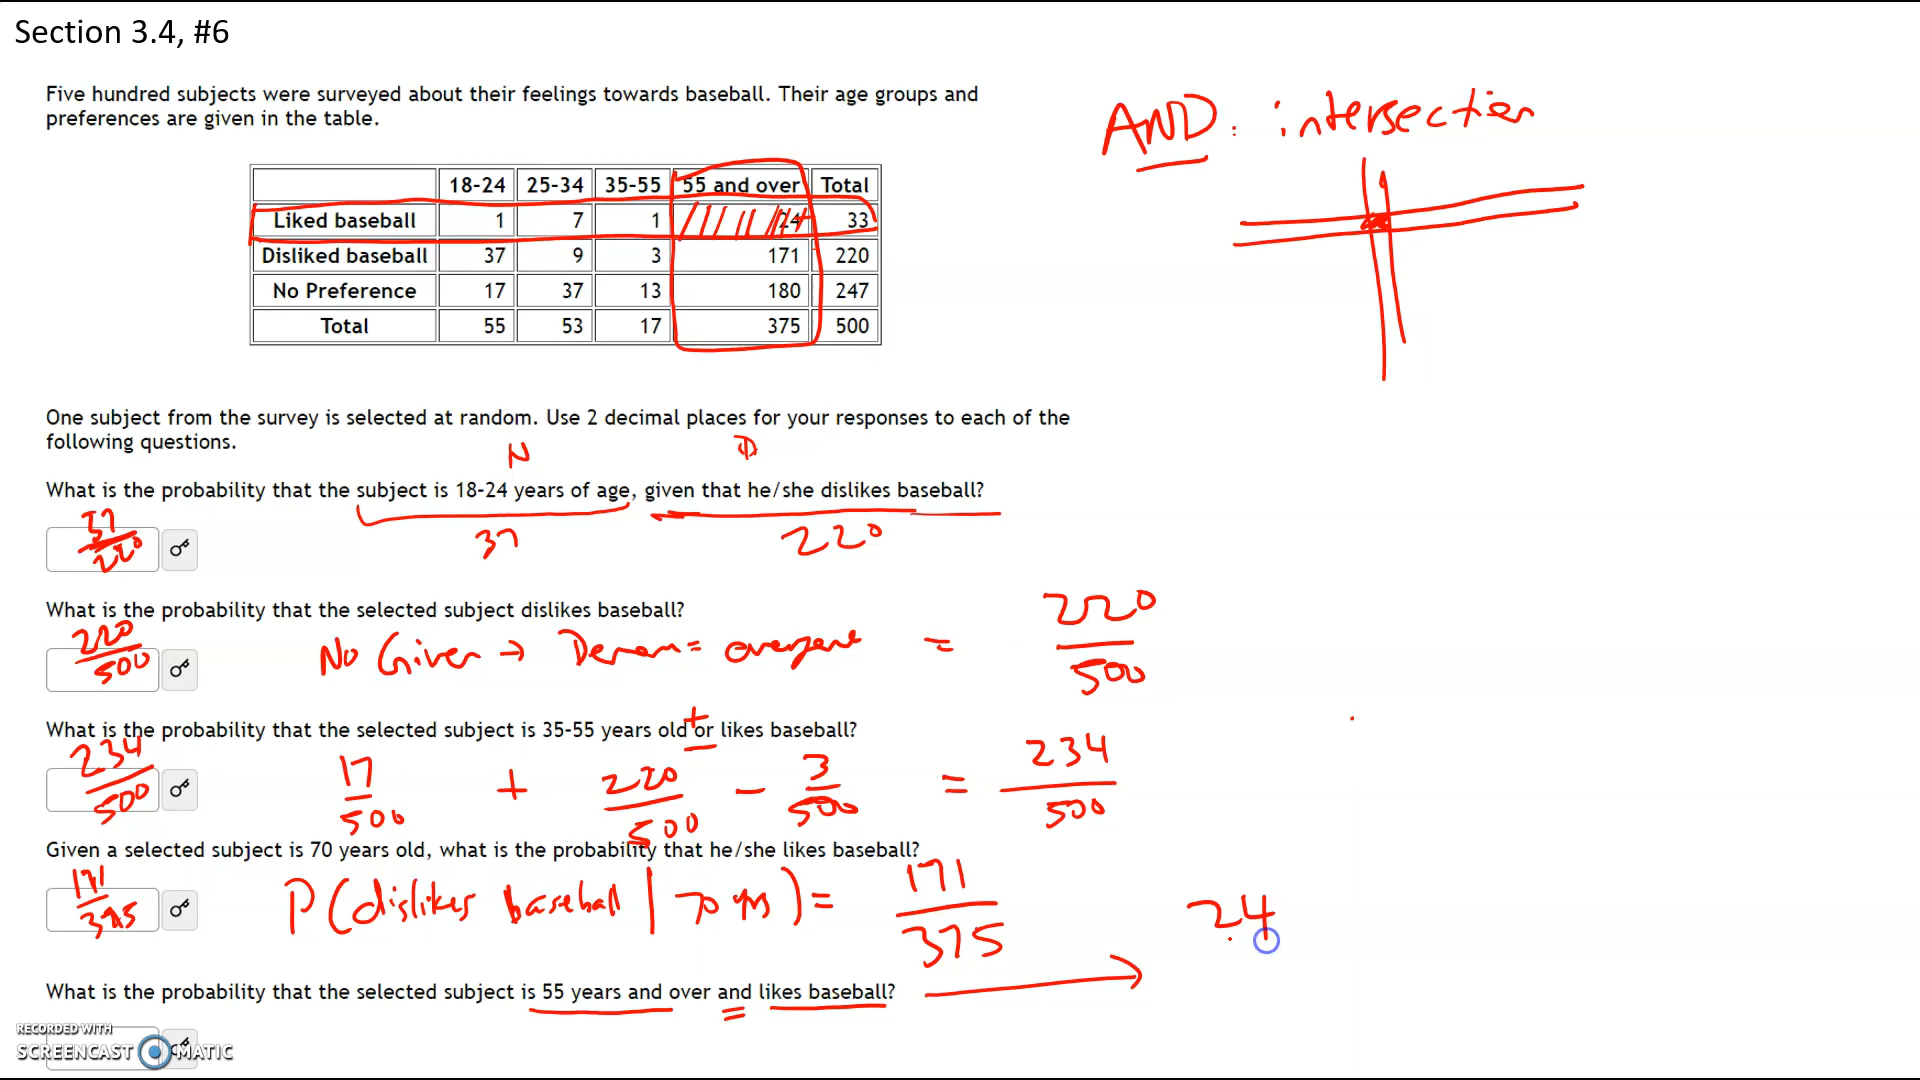 Section 3.4, #6
Five hundred subjects were surveyed about their feelings towards baseball. Their age groups and
preferences are given in the table.
AND: intersection
18-24 25-34 35-55 55 and over Total
Liked baseball 1 7 1 24 33
Disliked baseball 37 9 3 171 220
No Preference 17 37 13 180 247
Total 55 53 17 375 500
One subject from the survey is selected at random. Use 2 decimal places for your responses to each of the
following questions.
N D
What is the probability that the subject is 18-24 years of age, given that he/she dislikes baseball?
37/220 37 220
What is the probability that the selected subject dislikes baseball?
220/500 No Given → Denom = everyone = 220/500
What is the probability that the selected subject is 35-55 years old or likes baseball?
+
234/500 17/500 + 220/500 - 3/500 = 234/500
Given a selected subject is 70 years old, what is the probability that he/she likes baseball?
171/375 P(dislikes baseball | 70 yrs) = 171/375
24
What is the probability that the selected subject is 55 years and over and likes baseball? →
RECORDED WITH
SCREENCAST MATIC